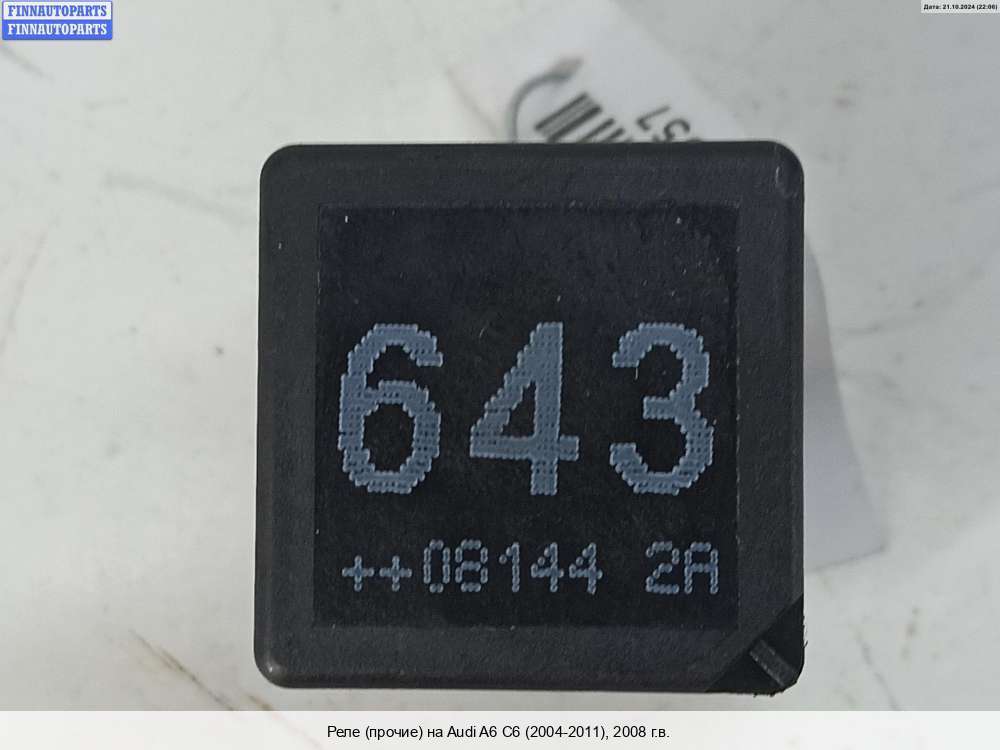 FINNAUTOPARTS
FINNAUTOPARTS
Дата: 21.10.2024 (22:06)
643
++08144 2A
Реле (прочие) на Audi A6 C6 (2004-2011), 2008 г.в.